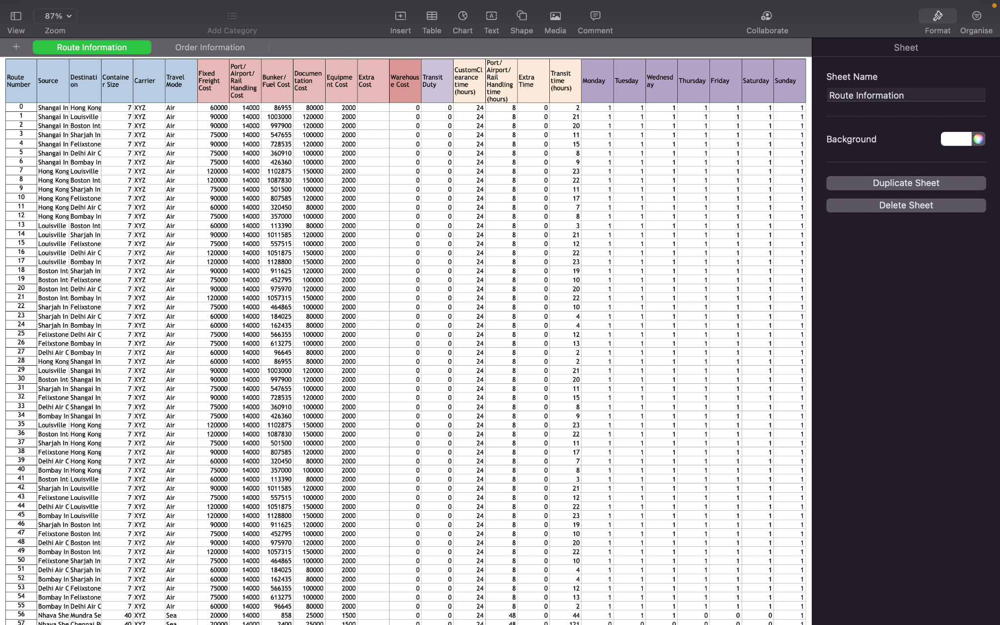 87%
View Zoom Add Category Insert Table Chart Text Shape Media Comment Collaborate Format Organise
+ Route Information Order Information Sheet
Route Number Source Destination Container Size Carrier Travel Mode Fixed Freight Cost Port/ Airport/ Rail Handling Cost Bunker/ Fuel Cost Documentation Cost Equipment Cost Extra Cost Warehouse Cost Transit Duty CustomClearance time (hours) Port/ Airport/ Rail Handling time (hours) Extra Time Transit time (hours) Monday Tuesday Wednesday Thursday Friday Saturday Sunday
0 Shangai In Hong Kong 7 XYZ Air 60000 14000 86955 80000 2000 0 0 24 8 0 2 1 1 1 1 1 1 1
1 Shangai In Louisville 7 XYZ Air 90000 14000 1003000 120000 2000 0 0 24 8 0 21 1 1 1 1 1 1 1
2 Shangai In Boston Int 7 XYZ Air 90000 14000 997900 120000 2000 0 0 24 8 0 20 1 1 1 1 1 1 1
3 Shangai In Sharjah In 7 XYZ Air 75000 14000 547655 100000 2000 0 0 24 8 0 11 1 1 1 1 1 1 1
4 Shangai In Felixstone 7 XYZ Air 90000 14000 728535 120000 2000 0 0 24 8 0 15 1 1 1 1 1 1 1
5 Shangai In Delhi Air C 7 XYZ Air 75000 14000 360910 100000 2000 0 0 24 8 0 8 1 1 1 1 1 1 1
6 Shangai In Bombay In 7 XYZ Air 75000 14000 426360 100000 2000 0 0 24 8 0 9 1 1 1 1 1 1 1
7 Hong Kong Louisville 7 XYZ Air 120000 14000 1102875 150000 2000 0 0 24 8 0 23 1 1 1 1 1 1 1
8 Hong Kong Boston Int 7 XYZ Air 120000 14000 1087830 150000 2000 0 0 24 8 0 22 1 1 1 1 1 1 1
9 Hong Kong Sharjah In 7 XYZ Air 75000 14000 501500 100000 2000 0 0 24 8 0 11 1 1 1 1 1 1 1
10 Hong Kong Felixstone 7 XYZ Air 90000 14000 807585 120000 2000 0 0 24 8 0 17 1 1 1 1 1 1 1
11 Hong Kong Delhi Air C 7 XYZ Air 60000 14000 320450 80000 2000 0 0 24 8 0 7 1 1 1 1 1 1 1
12 Hong Kong Bombay In 7 XYZ Air 75000 14000 357000 100000 2000 0 0 24 8 0 8 1 1 1 1 1 1 1
13 Louisville Boston Int 7 XYZ Air 60000 14000 113390 80000 2000 0 0 24 8 0 3 1 1 1 1 1 1 1
14 Louisville Sharjah In 7 XYZ Air 90000 14000 1011585 120000 2000 0 0 24 8 0 21 1 1 1 1 1 1 1
15 Louisville Felixstone 7 XYZ Air 75000 14000 557515 100000 2000 0 0 24 8 0 12 1 1 1 1 1 1 1
16 Louisville Delhi Air C 7 XYZ Air 120000 14000 1051875 150000 2000 0 0 24 8 0 22 1 1 1 1 1 1 1
17 Louisville Bombay In 7 XYZ Air 120000 14000 1128800 150000 2000 0 0 24 8 0 23 1 1 1 1 1 1 1
18 Boston Int Sharjah In 7 XYZ Air 90000 14000 911625 120000 2000 0 0 24 8 0 19 1 1 1 1 1 1 1
19 Boston Int Felixstone 7 XYZ Air 75000 14000 452795 100000 2000 0 0 24 8 0 10 1 1 1 1 1 1 1
20 Boston Int Delhi Air C 7 XYZ Air 90000 14000 975970 120000 2000 0 0 24 8 0 20 1 1 1 1 1 1 1
21 Boston Int Bombay In 7 XYZ Air 120000 14000 1057315 150000 2000 0 0 24 8 0 22 1 1 1 1 1 1 1
22 Sharjah In Felixstone 7 XYZ Air 75000 14000 464865 100000 2000 0 0 24 8 0 10 1 1 1 1 1 1 1
23 Sharjah In Delhi Air C 7 XYZ Air 60000 14000 184025 80000 2000 0 0 24 8 0 4 1 1 1 1 1 1 1
24 Sharjah In Bombay In 7 XYZ Air 60000 14000 162435 80000 2000 0 0 24 8 0 4 1 1 1 1 1 1 1
25 Felixstone Delhi Air C 7 XYZ Air 75000 14000 566355 100000 2000 0 0 24 8 0 12 1 1 1 1 1 1 1
26 Felixstone Bombay In 7 XYZ Air 75000 14000 613275 100000 2000 0 0 24 8 0 13 1 1 1 1 1 1 1
27 Delhi Air C Bombay In 7 XYZ Air 60000 14000 96645 80000 2000 0 0 24 8 0 2 1 1 1 1 1 1 1
28 Hong Kong Shangai In 7 XYZ Air 60000 14000 86955 80000 2000 0 0 24 8 0 2 1 1 1 1 1 1 1
29 Louisville Shangai In 7 XYZ Air 90000 14000 1003000 120000 2000 0 0 24 8 0 21 1 1 1 1 1 1 1
30 Boston Int Shangai In 7 XYZ Air 90000 14000 997900 120000 2000 0 0 24 8 0 20 1 1 1 1 1 1 1
31 Sharjah In Shangai In 7 XYZ Air 75000 14000 547655 100000 2000 0 0 24 8 0 11 1 1 1 1 1 1 1
32 Felixstone Shangai In 7 XYZ Air 90000 14000 728535 120000 2000 0 0 24 8 0 15 1 1 1 1 1 1 1
33 Delhi Air C Shangai In 7 XYZ Air 75000 14000 360910 100000 2000 0 0 24 8 0 8 1 1 1 1 1 1 1
34 Bombay In Shangai In 7 XYZ Air 75000 14000 426360 100000 2000 0 0 24 8 0 9 1 1 1 1 1 1 1
35 Louisville Hong Kong 7 XYZ Air 120000 14000 1102875 150000 2000 0 0 24 8 0 23 1 1 1 1 1 1 1
36 Boston Int Hong Kong 7 XYZ Air 120000 14000 1087830 150000 2000 0 0 24 8 0 22 1 1 1 1 1 1 1
37 Sharjah In Hong Kong 7 XYZ Air 75000 14000 501500 100000 2000 0 0 24 8 0 11 1 1 1 1 1 1 1
38 Felixstone Hong Kong 7 XYZ Air 90000 14000 807585 120000 2000 0 0 24 8 0 17 1 1 1 1 1 1 1
39 Delhi Air C Hong Kong 7 XYZ Air 60000 14000 320450 80000 2000 0 0 24 8 0 7 1 1 1 1 1 1 1
40 Bombay In Hong Kong 7 XYZ Air 75000 14000 357000 100000 2000 0 0 24 8 0 8 1 1 1 1 1 1 1
41 Boston Int Louisville 7 XYZ Air 60000 14000 113390 80000 2000 0 0 24 8 0 3 1 1 1 1 1 1 1
42 Sharjah In Louisville 7 XYZ Air 90000 14000 1011585 120000 2000 0 0 24 8 0 21 1 1 1 1 1 1 1
43 Felixstone Louisville 7 XYZ Air 75000 14000 557515 100000 2000 0 0 24 8 0 12 1 1 1 1 1 1 1
44 Delhi Air C Louisville 7 XYZ Air 120000 14000 1051875 150000 2000 0 0 24 8 0 22 1 1 1 1 1 1 1
45 Bombay In Louisville 7 XYZ Air 120000 14000 1128800 150000 2000 0 0 24 8 0 23 1 1 1 1 1 1 1
46 Sharjah In Boston Int 7 XYZ Air 90000 14000 911625 120000 2000 0 0 24 8 0 19 1 1 1 1 1 1 1
47 Felixstone Boston Int 7 XYZ Air 75000 14000 452795 100000 2000 0 0 24 8 0 10 1 1 1 1 1 1 1
48 Delhi Air C Boston Int 7 XYZ Air 90000 14000 975970 120000 2000 0 0 24 8 0 20 1 1 1 1 1 1 1
49 Bombay In Boston Int 7 XYZ Air 120000 14000 1057315 150000 2000 0 0 24 8 0 22 1 1 1 1 1 1 1
50 Felixstone Sharjah In 7 XYZ Air 75000 14000 464865 100000 2000 0 0 24 8 0 10 1 1 1 1 1 1 1
51 Delhi Air C Sharjah In 7 XYZ Air 60000 14000 184025 80000 2000 0 0 24 8 0 4 1 1 1 1 1 1 1
52 Bombay In Sharjah In 7 XYZ Air 60000 14000 162435 80000 2000 0 0 24 8 0 4 1 1 1 1 1 1 1
53 Delhi Air C Felixstone 7 XYZ Air 75000 14000 566355 100000 2000 0 0 24 8 0 12 1 1 1 1 1 1 1
54 Bombay In Felixstone 7 XYZ Air 75000 14000 613275 100000 2000 0 0 24 8 0 13 1 1 1 1 1 1 1
55 Bombay In Delhi Air C 7 XYZ Air 60000 14000 96645 80000 2000 0 0 24 8 0 2 1 1 1 1 1 1 1
56 Nhava She Mundra Se 40 XYZ Sea 20000 14000 858 25000 1500 0 0 24 48 0 44 1 1 1 0 0 0 1
57 Nhava She Chennai P 40 XYZ Sea 20000 14000 2400 25000 1500 0 0 24 48 0 121 0 0 0 0 0 0 1
Sheet Name
Route Information
Background
Duplicate Sheet
Delete Sheet